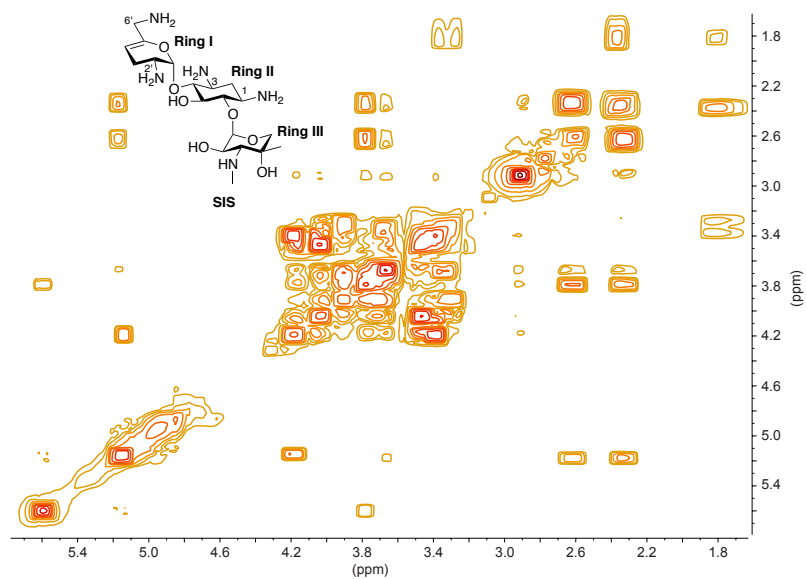 6' NH₂
O Ring I
2'
H₂N
H₂N Ring II
O 3 1 NH₂
HO
O
O Ring III
HO
HN OH
SIS
1.8
2.2
2.6
3.0
3.4
3.8
4.2
4.6
5.0
5.4
(ppm)
5.4 5.0 4.6 4.2 3.8 3.4 3.0 2.6 2.2 1.8
(ppm)